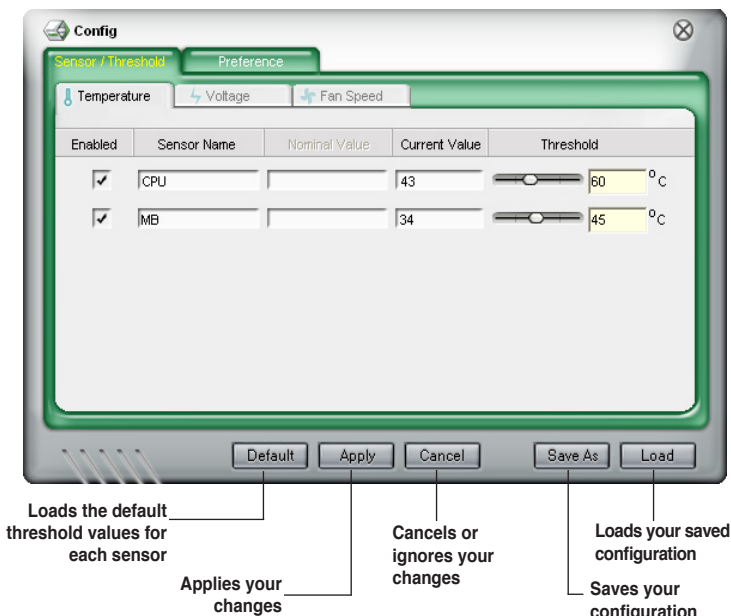 Config
Sensor / Threshold Preference
Temperature Voltage Fan Speed
Enabled Sensor Name Nominal Value Current Value Threshold
CPU 43 60 °C
MB 34 45 °C
Default Apply Cancel Save As Load
Loads the default
threshold values for
each sensor
Applies your
changes
Cancels or
ignores your
changes
Saves your
configuration
Loads your saved
configuration